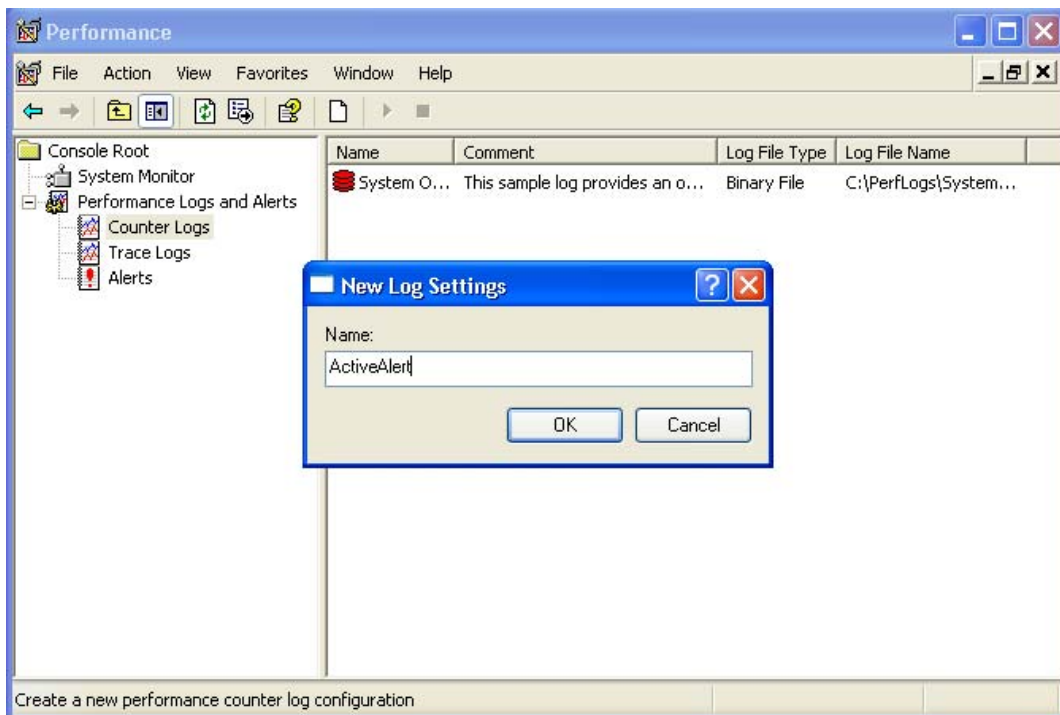 Performance
File Action View Favorites Window Help
Console Root
System Monitor
Performance Logs and Alerts
Counter Logs
Trace Logs
Alerts
Name Comment Log File Type Log File Name
System O... This sample log provides an o... Binary File C:\PerfLogs\System...
New Log Settings
Name:
ActiveAlert
OK Cancel
Create a new performance counter log configuration